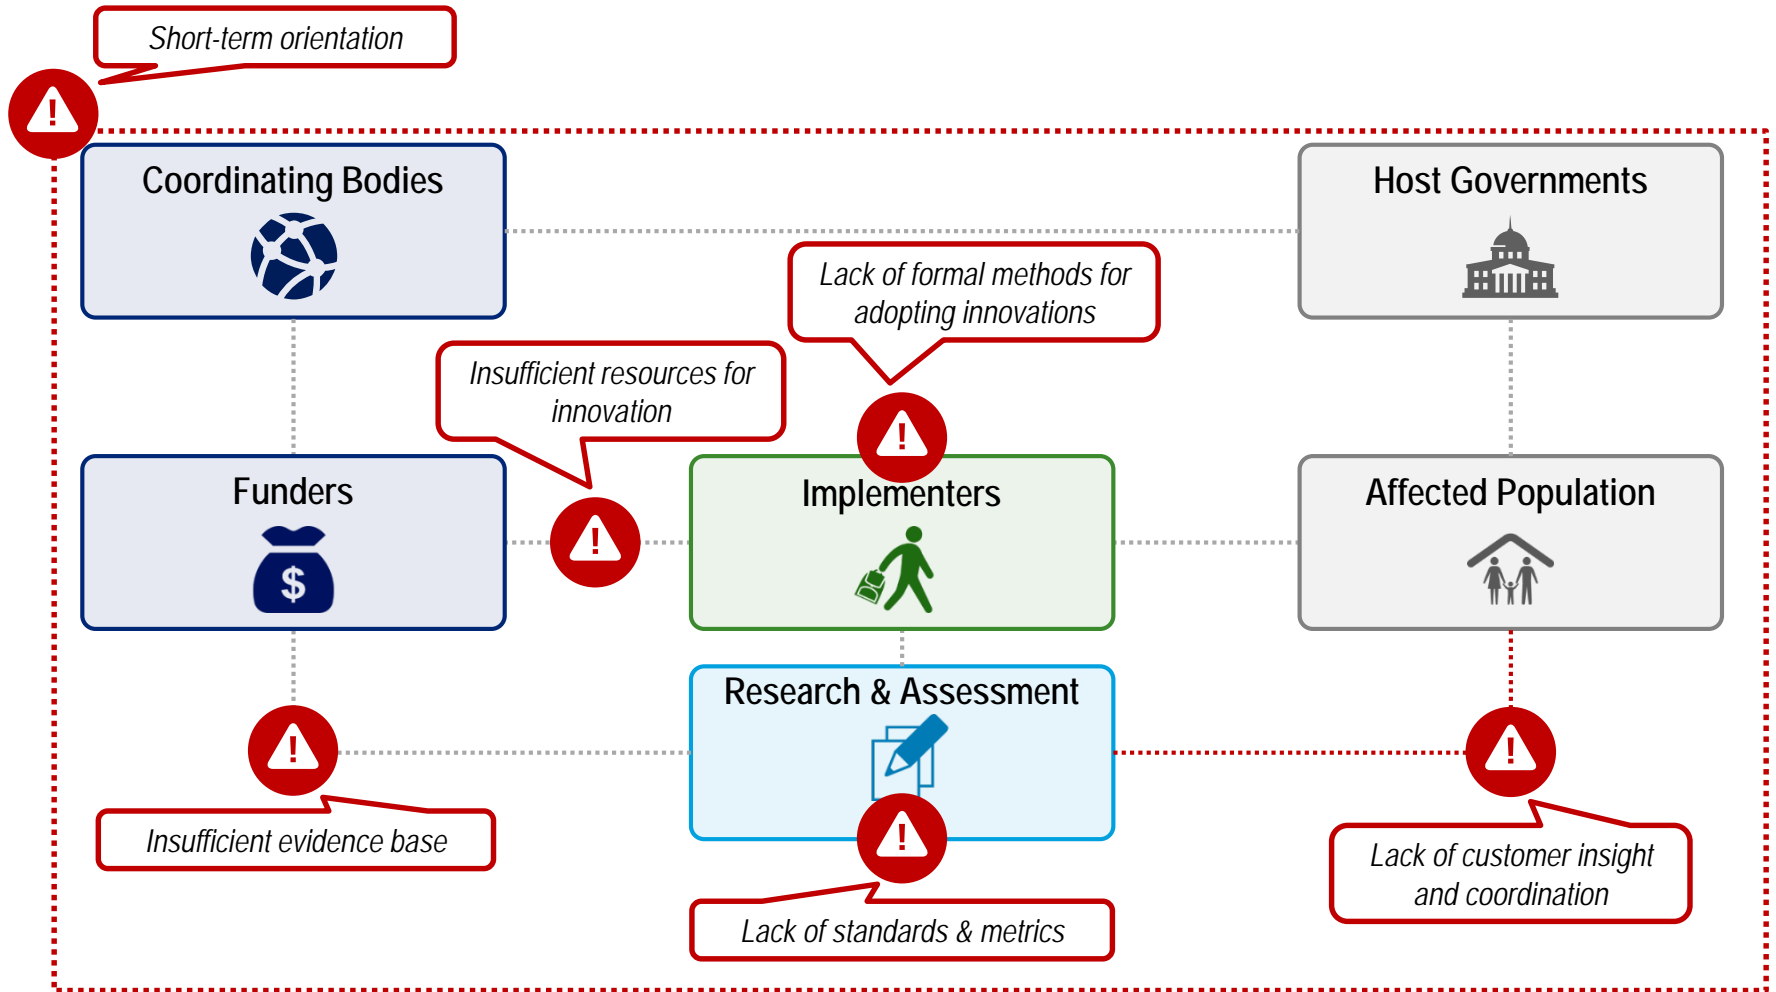 Short-term orientation
Coordinating Bodies
Host Governments
Lack of formal methods for
adopting innovations
Insufficient resources for
innovation
Funders
$
Implementers
Affected Population
Research & Assessment
Insufficient evidence base
Lack of standards & metrics
Lack of customer insight
and coordination